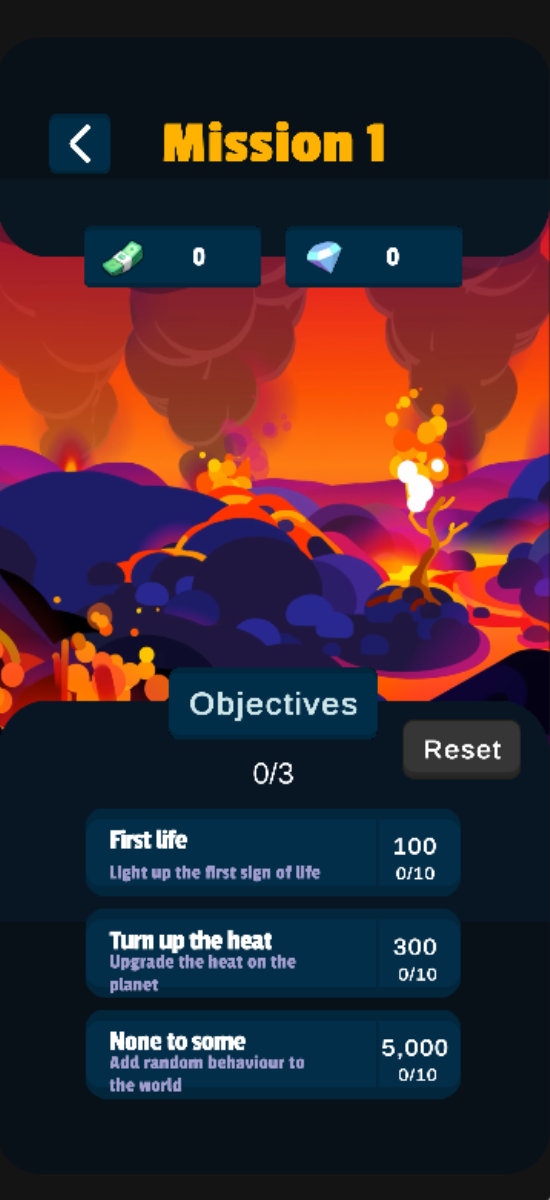 Mission 1
0
0
Objectives
Reset
0/3
First life
Light up the first sign of life
100
0/10
Turn up the heat
Upgrade the heat on the
planet
300
0/10
None to some
Add random behaviour to
the world
5,000
0/10